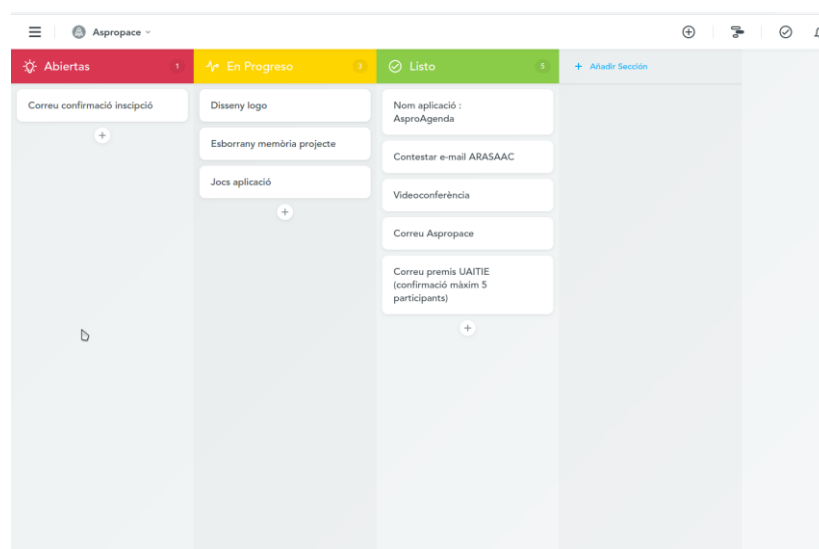 Aspropace
Abiertas 1
Correu confirmació inscipció
En Progreso 3
Disseny logo
Esborrany memòria projecte
Jocs aplicació
Listo 5
Nom aplicació :
AsproAgenda
Contestar e-mail ARASAAC
Videoconferència
Correu Aspropace
Correu premis UAITIE
(confirmació màxim 5
participants)
+ Añadir Sección